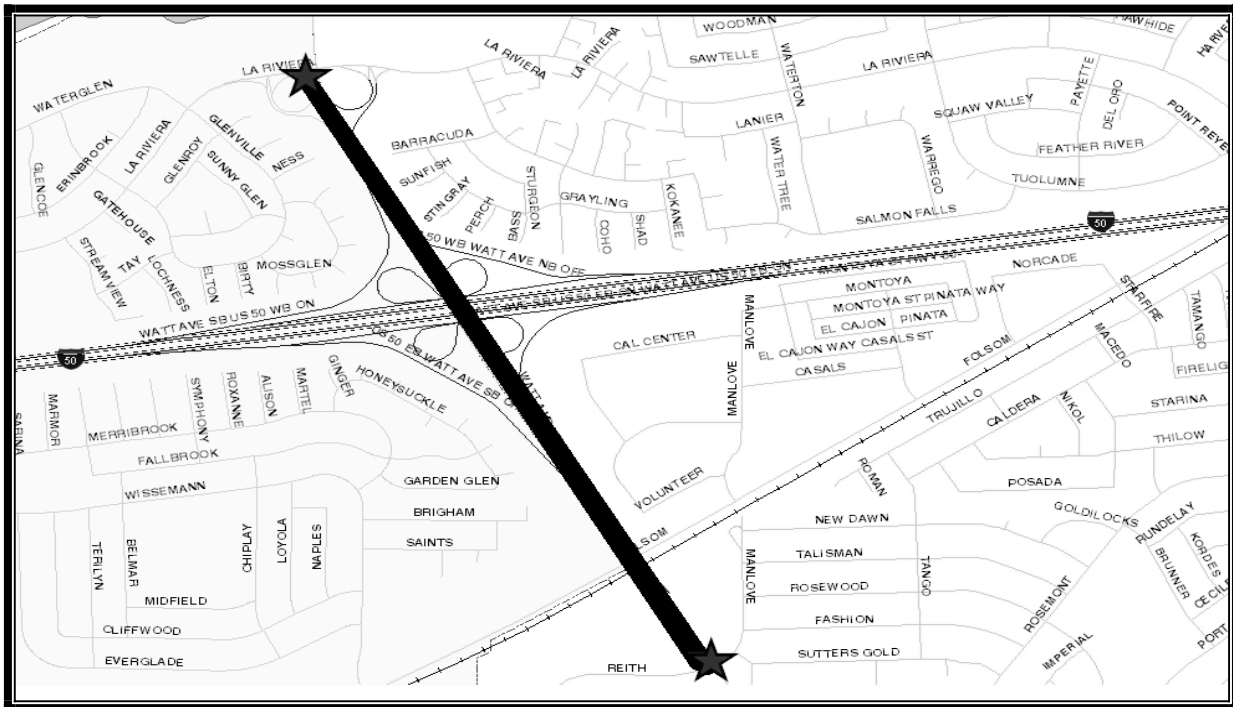 WOODMAN
RAWHIDE
LA RIVIERA
LA RIVIERA
LA RIVIERA
SAWTELLE
WATERTON
LA RIVIERA
WATERGLEN
PAYETTE
DEL ORO
SQUAW VALLEY
POINT REYE
GLENVILLE
LA RIVIERA
ERINBROOK
GLENROY
SUNNY GLEN
NESS
BARRACUDA
LANIER
WATER TREE
WARREGO
FEATHER RIVER
GLENCOE
SUNFISH
STINGRAY
PERCH
BASS
STURGEON
GRAYLING
KOKANEE
TUOLUMNE
GATEHOUSE
COHO
SHAD
SALMON FALLS
50
STREAMVIEW
TAY
LOCHNESS
ELTON
BIRTY
MOSSGLEN
50 WB WATT AVE NB OFF
NORCADE
STARFIRE
MONTOYA
MONTOYA ST PINATA WAY
TAMANGO
WATT AVE SB US 50 WB ON
EL CAJON PINATA
MANLOVE
CAL CENTER
EL CAJON WAY CASALS ST
FOLSOM
MACEDO
50
CASALS
FIRELIG
GINGER
HONEYSUCKLE
MANLOVE
SARINA
MARMOR
SYMPHONY
ROXANNE
ALISON
MARTEL
TRUJILLO
CALDERA
NIKOL
STARINA
MERRIBROOK
THILOW
FALLBROOK
ROMAN
GARDEN GLEN
VOLUNTEER
POSADA
WISSEMANN
BRIGHAM
NEW DAWN
GOLDILOCKS
RUNDELAY
SAINTS
LSOM
TALISMAN
KORDES
BRUNNER
TERILYN
BELMAR
CHIPLAY
LOYOLA
NAPLES
MANLOVE
ROSEWOOD
TANGO
ROSEMONT
CECILE
MIDFIELD
FASHION
CLIFFWOOD
IMPERIAL
PORT
EVERGLADE
REITH
SUTTERS GOLD